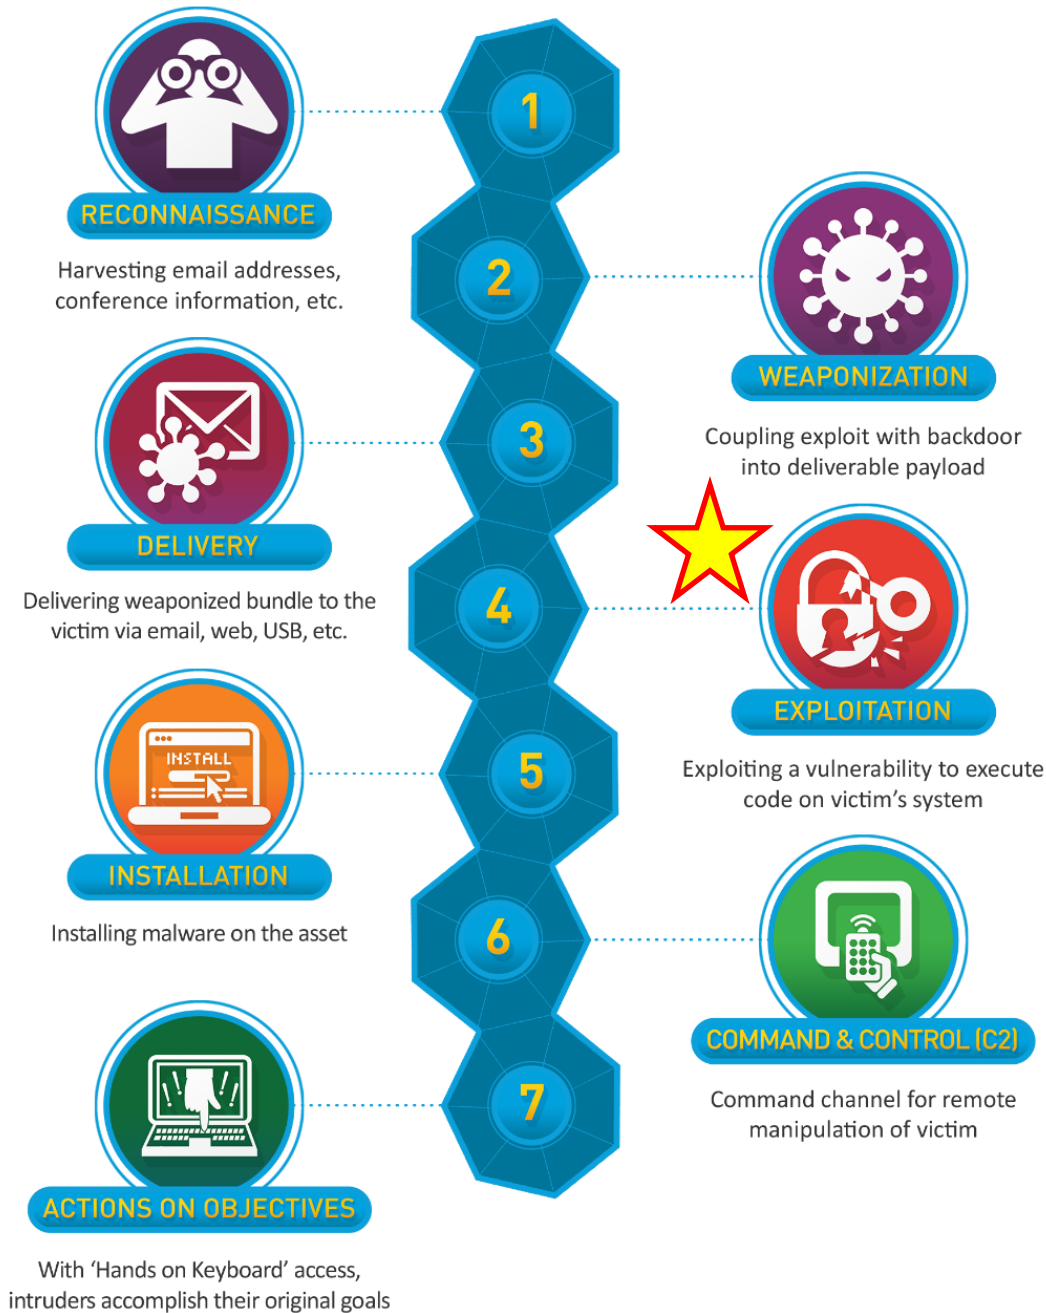 1
RECONNAISSANCE
Harvesting email addresses,
conference information, etc.
2
WEAPONIZATION
Coupling exploit with backdoor
into deliverable payload
3
DELIVERY
Delivering weaponized bundle to the
victim via email, web, USB, etc.
4
EXPLOITATION
Exploiting a vulnerability to execute
code on victim’s system
5
INSTALL
INSTALLATION
Installing malware on the asset
6
COMMAND & CONTROL (C2)
Command channel for remote
manipulation of victim
7
ACTIONS ON OBJECTIVES
With ‘Hands on Keyboard’ access,
intruders accomplish their original goals